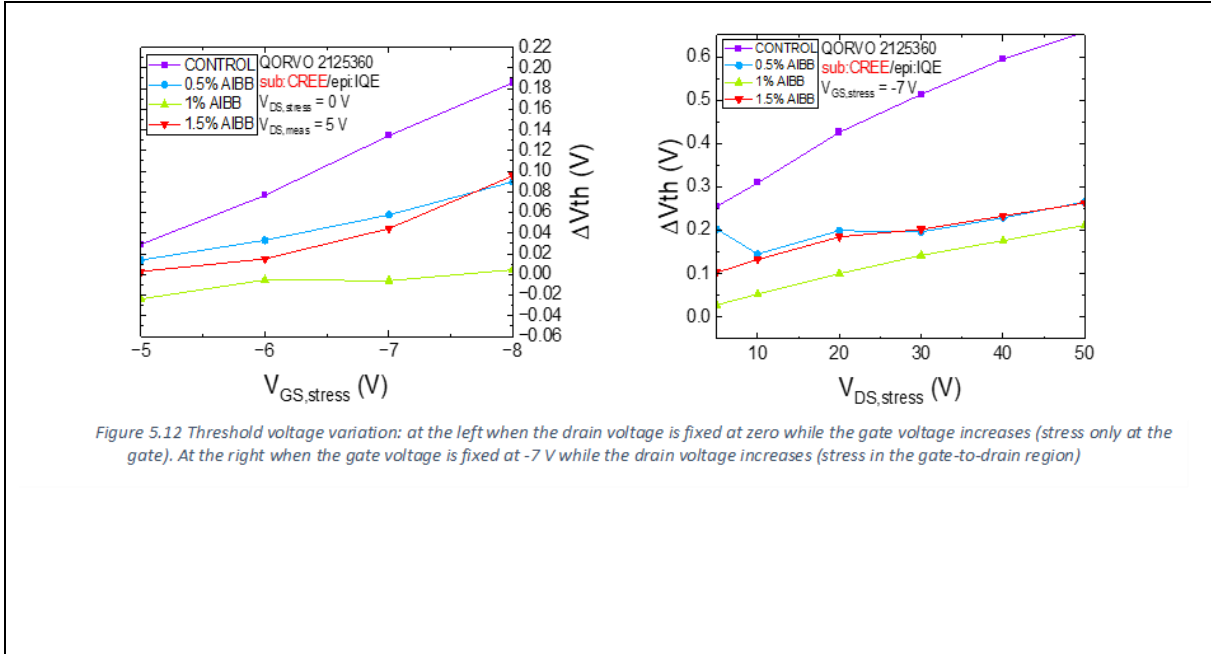 CONTROL QORVO 2125360
0.5% AlBB sub:CREE/epi:IQE
1% AlBB V_DS,stress = 0 V
1.5% AlBB V_DS,meas = 5 V
0.22
0.20
0.18
0.16
0.14
0.12
0.10
0.08
0.06
0.04
0.02
0.00
−0.02
−0.04
−0.06
ΔVth (V)
−5 −6 −7 −8
V_GS,stress (V)
CONTROL QORVO 2125360
0.5% AlBB sub:CREE/epi:IQE
1% AlBB V_GS,stress = -7 V
1.5% AlBB
0.6
0.5
0.4
0.3
0.2
0.1
0.0
ΔVth (V)
10 20 30 40 50
V_DS,stress (V)
Figure 5.12 Threshold voltage variation: at the left when the drain voltage is fixed at zero while the gate voltage increases (stress only at the
gate). At the right when the gate voltage is fixed at -7 V while the drain voltage increases (stress in the gate-to-drain region)